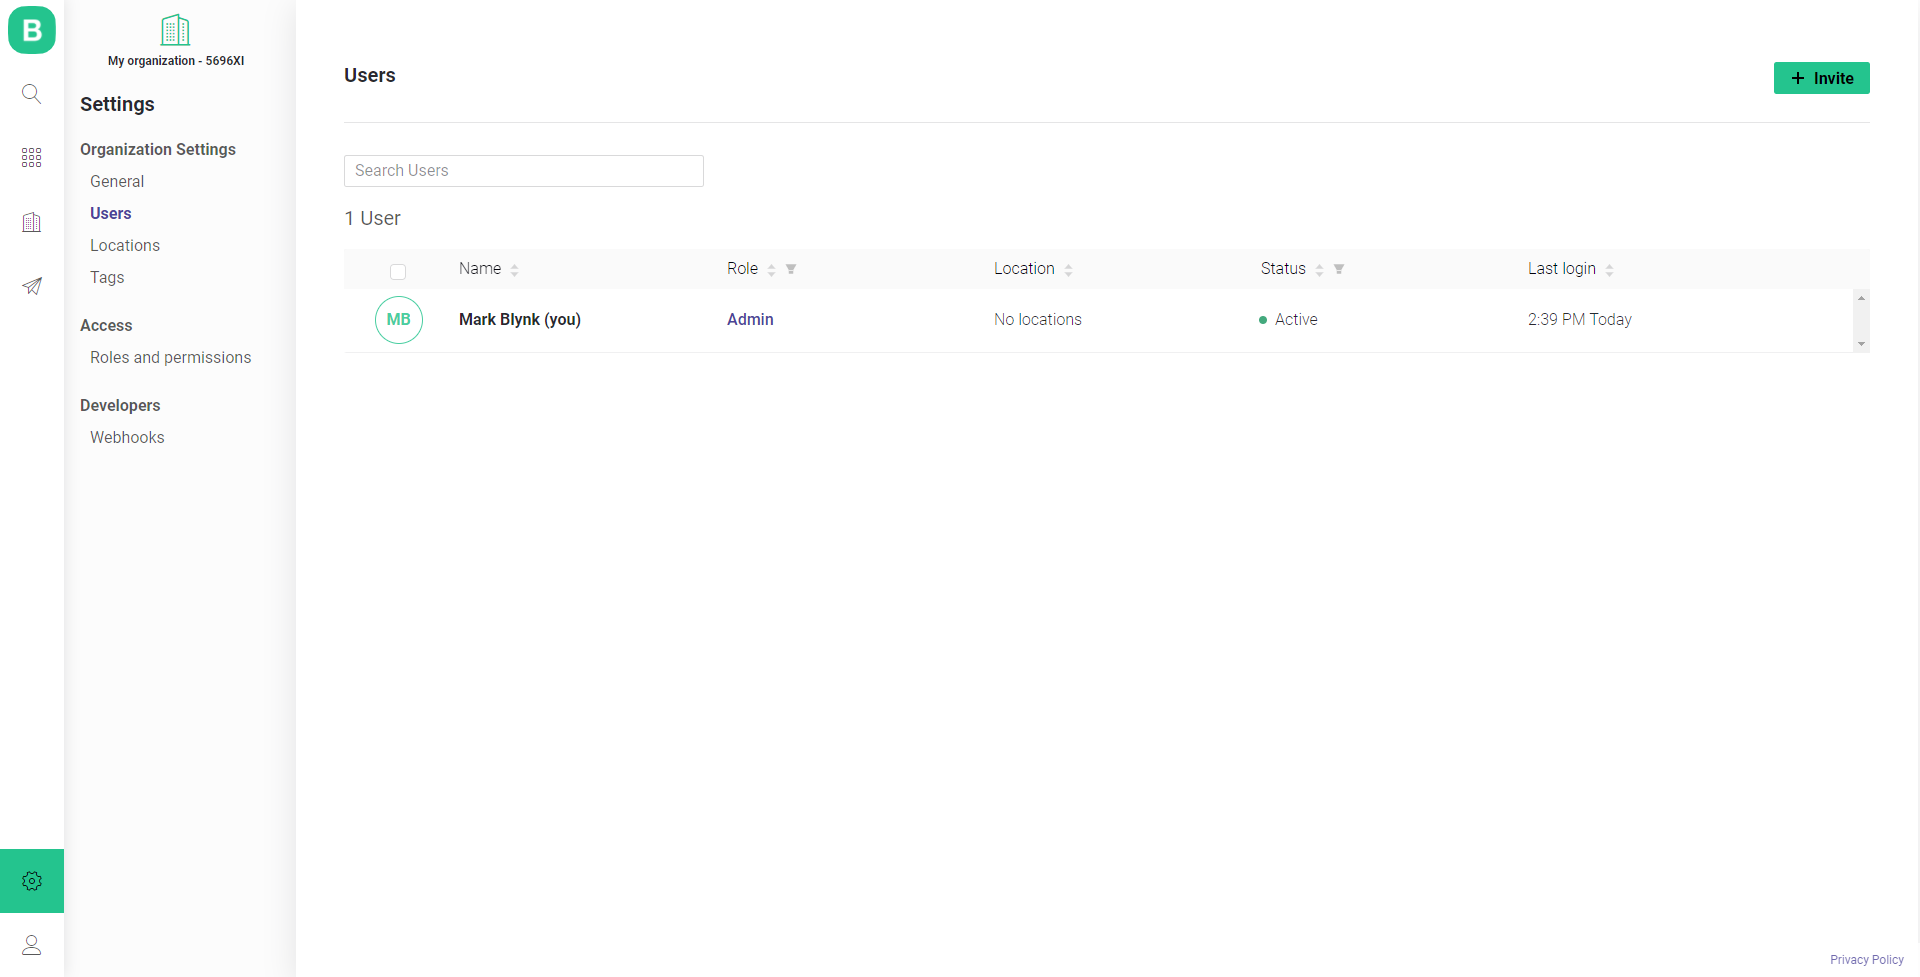 B
My organization - 5696XI
Settings
Organization Settings
General
Users
Locations
Tags
Access
Roles and permissions
Developers
Webhooks
Users
+ Invite
Search Users
1 User
Name Role Location Status Last login
MB Mark Blynk (you) Admin No locations Active 2:39 PM Today
Privacy Policy